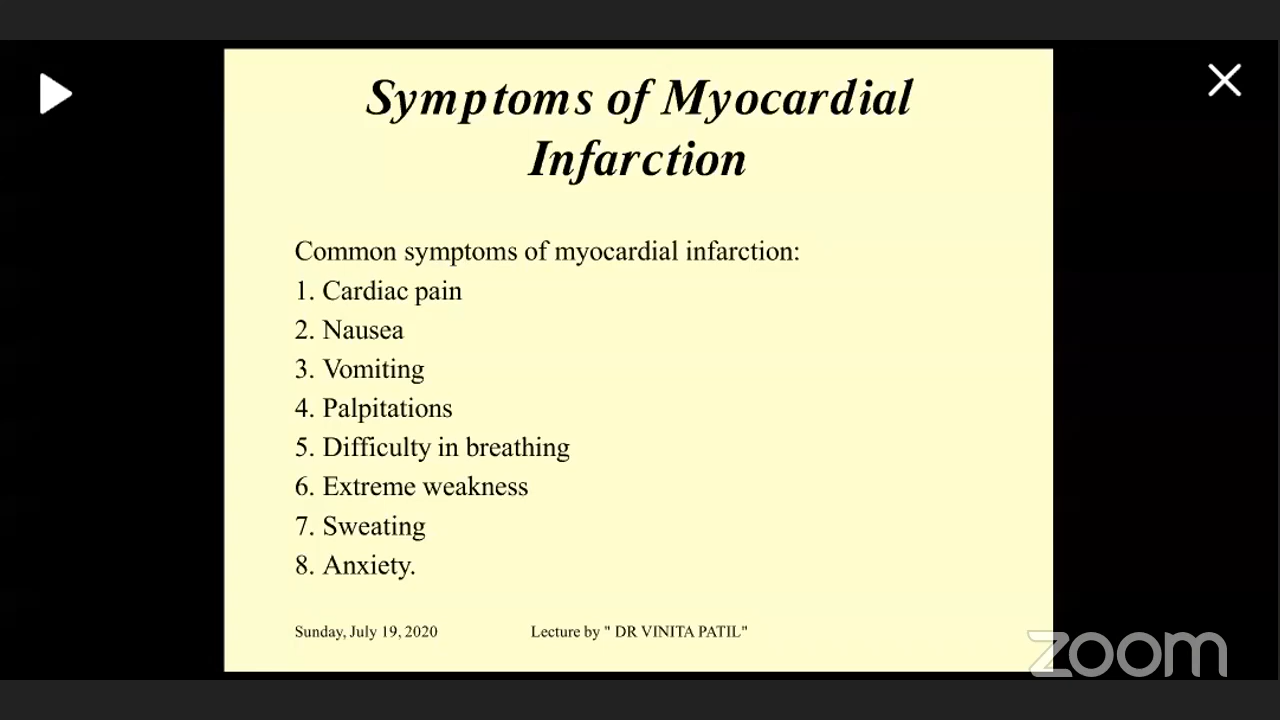 Symptoms of Myocardial
Infarction
Common symptoms of myocardial infarction:
1. Cardiac pain
2. Nausea
3. Vomiting
4. Palpitations
5. Difficulty in breathing
6. Extreme weakness
7. Sweating
8. Anxiety.
Sunday, July 19, 2020
Lecture by " DR VINITA PATIL"
zoom